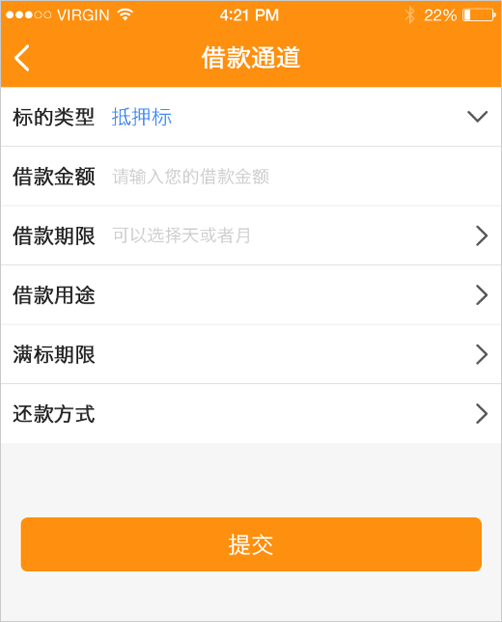 VIRGIN 4:21 PM 22%
借款通道
标的类型 抵押标
借款金额 请输入您的借款金额
借款期限 可以选择天或者月
借款用途
满标期限
还款方式
提交